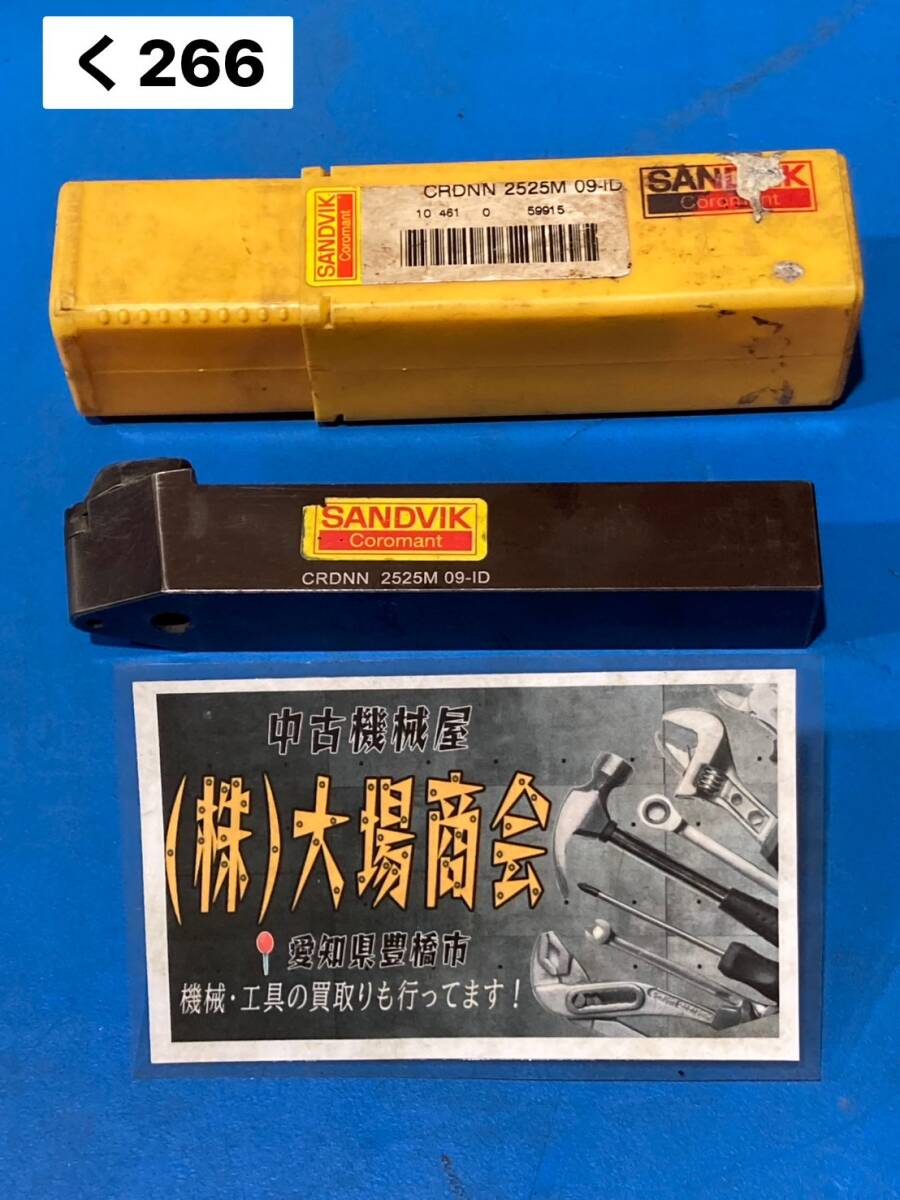 く266
CRDNN 2525M 09-ID
10 461 0 59915
SANDVIK
Coromant
SANDVIK
Coromant
SANDVIK
Coromant
CRDNN 2525M 09-ID
中古機械屋
(株)大場商会
愛知県豊橋市
機械・工具の買取りも行ってます!